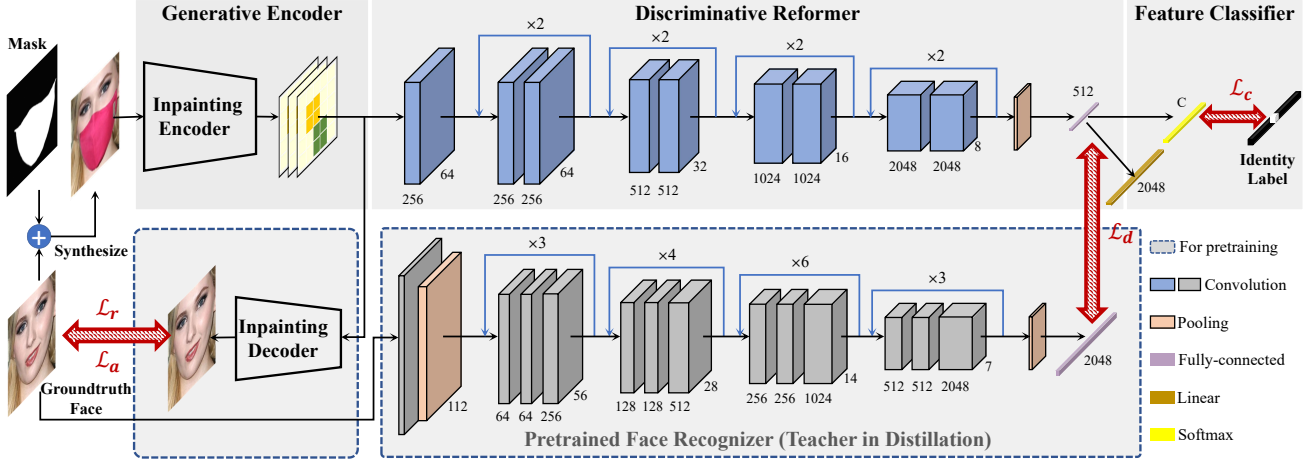 Generative Encoder
Discriminative Reformer
Feature Classifier
Mask
Inpainting
Encoder
×2
×2
×2
×2
256
64
256
256
64
512
512
32
1024
1024
16
2048
2048
8
512
C
2048
ℒc
Identity
Label
Synthesize
ℒd
ℒr
ℒa
Groundtruth
Face
Inpainting
Decoder
×3
×4
×6
×3
112
64
64
256
56
128
128
512
28
256
256
1024
14
512
512
2048
7
2048
Pretrained Face Recognizer (Teacher in Distillation)
For pretraining
Convolution
Pooling
Fully-connected
Linear
Softmax